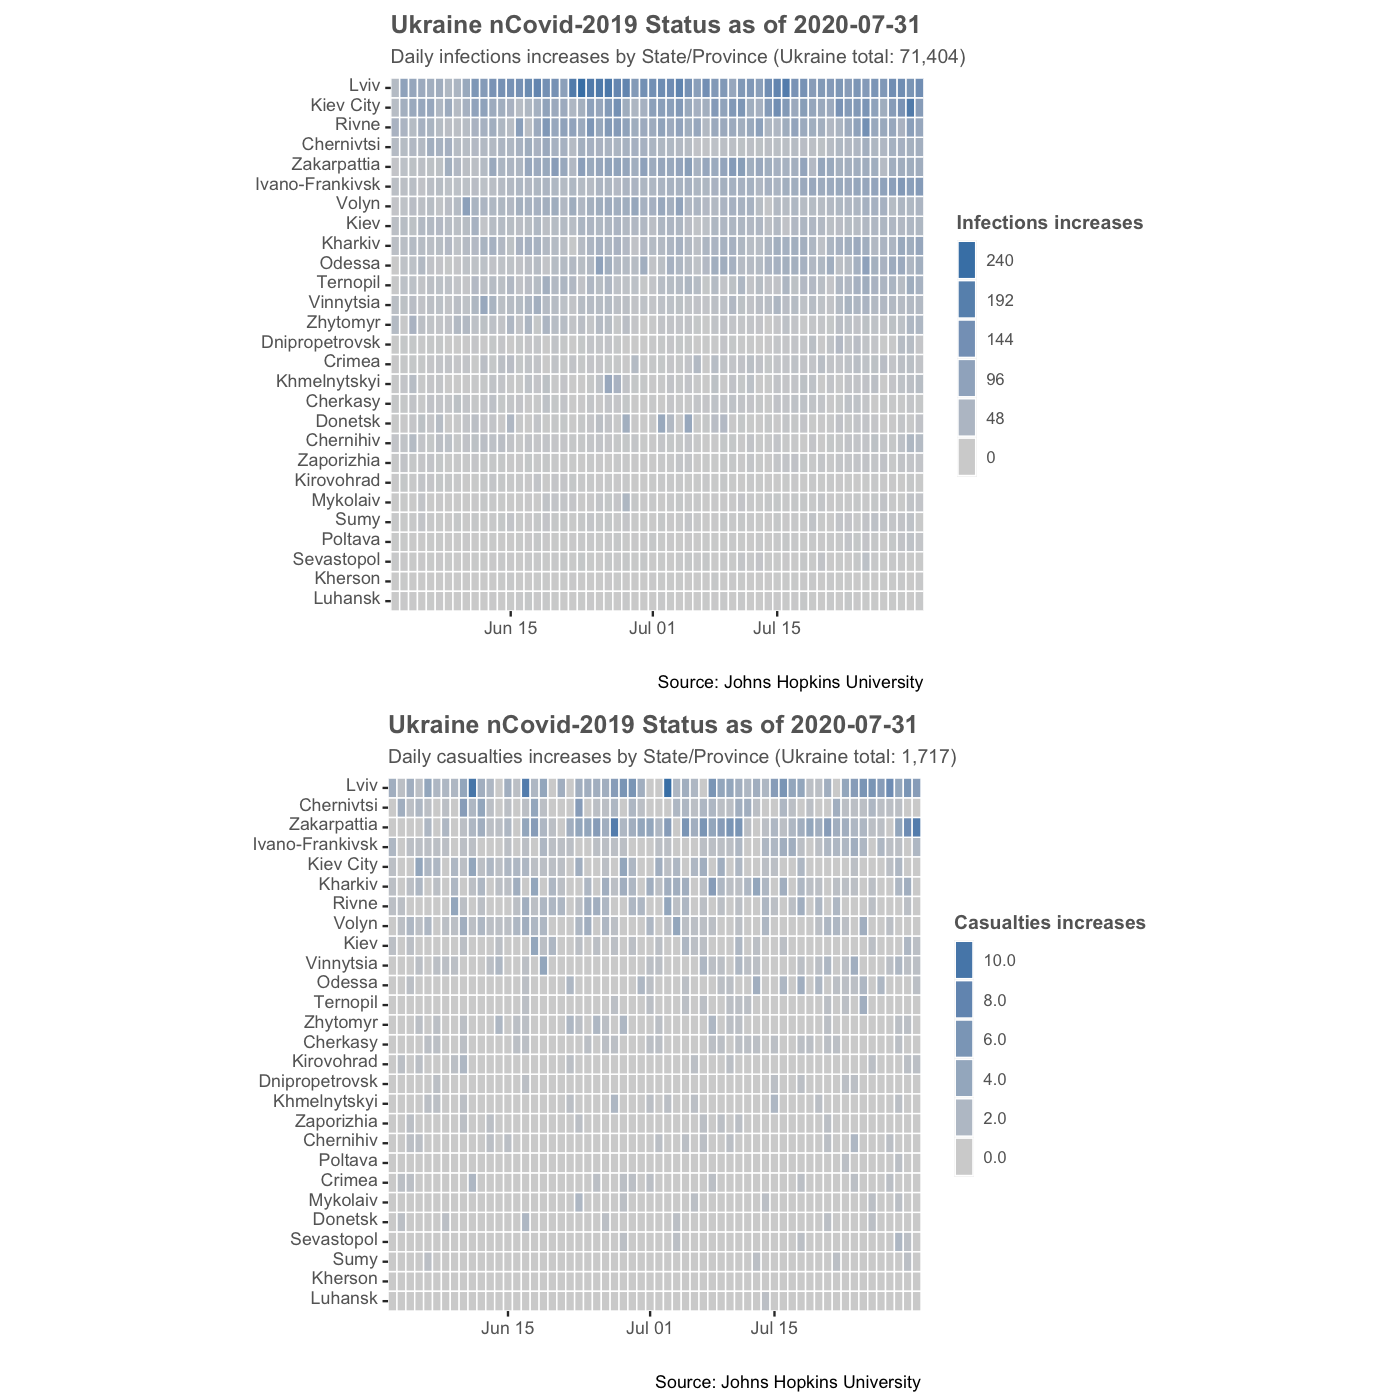 Ukraine nCovid-2019 Status as of 2020-07-31
Daily infections increases by State/Province (Ukraine total: 71,404)
Lviv
Kiev City
Rivne
Chernivtsi
Zakarpattia
Ivano-Frankivsk
Volyn
Kiev
Kharkiv
Odessa
Ternopil
Vinnytsia
Zhytomyr
Dnipropetrovsk
Crimea
Khmelnytskyi
Cherkasy
Donetsk
Chernihiv
Zaporizhia
Kirovohrad
Mykolaiv
Sumy
Poltava
Sevastopol
Kherson
Luhansk
Jun 15
Jul 01
Jul 15
Infections increases
240
192
144
96
48
0
Source: Johns Hopkins University
Ukraine nCovid-2019 Status as of 2020-07-31
Daily casualties increases by State/Province (Ukraine total: 1,717)
Lviv
Chernivtsi
Zakarpattia
Ivano-Frankivsk
Kiev City
Kharkiv
Rivne
Volyn
Kiev
Vinnytsia
Odessa
Ternopil
Zhytomyr
Cherkasy
Kirovohrad
Dnipropetrovsk
Khmelnytskyi
Zaporizhia
Chernihiv
Poltava
Crimea
Mykolaiv
Donetsk
Sevastopol
Sumy
Kherson
Luhansk
Jun 15
Jul 01
Jul 15
Casualties increases
10.0
8.0
6.0
4.0
2.0
0.0
Source: Johns Hopkins University